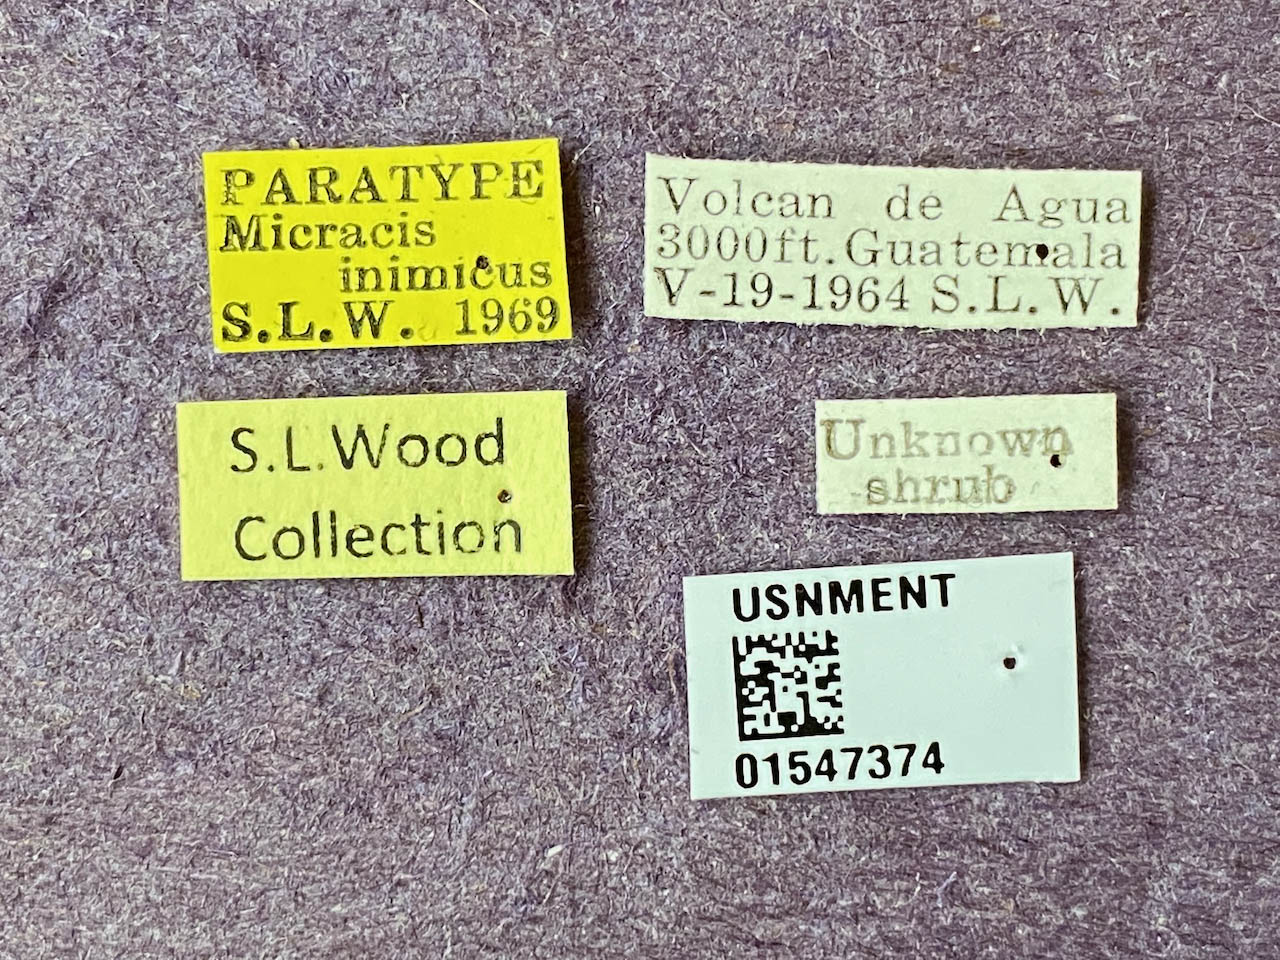 PARATYPE
Micracis
inimicus
S.L.W. 1969
Volcan de Agua
3000ft. Guatemala
V-19-1964 S.L.W.
S.L.Wood
Collection
Unknown
shrub
USNMENT
01547374